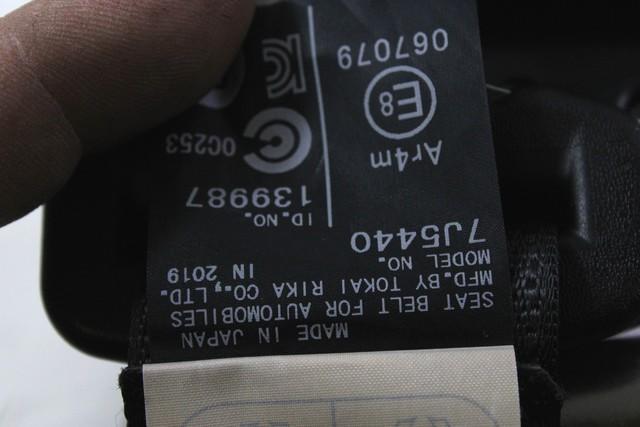 MADE IN JAPAN
SEAT BELT FOR AUTOMOBILES
MFD.BY TOKAI RIKA CO.,LTD.
MODEL NO. IN 2019
7J5440
ID.NO.
139987
Ar4m
E8
0C253
067079